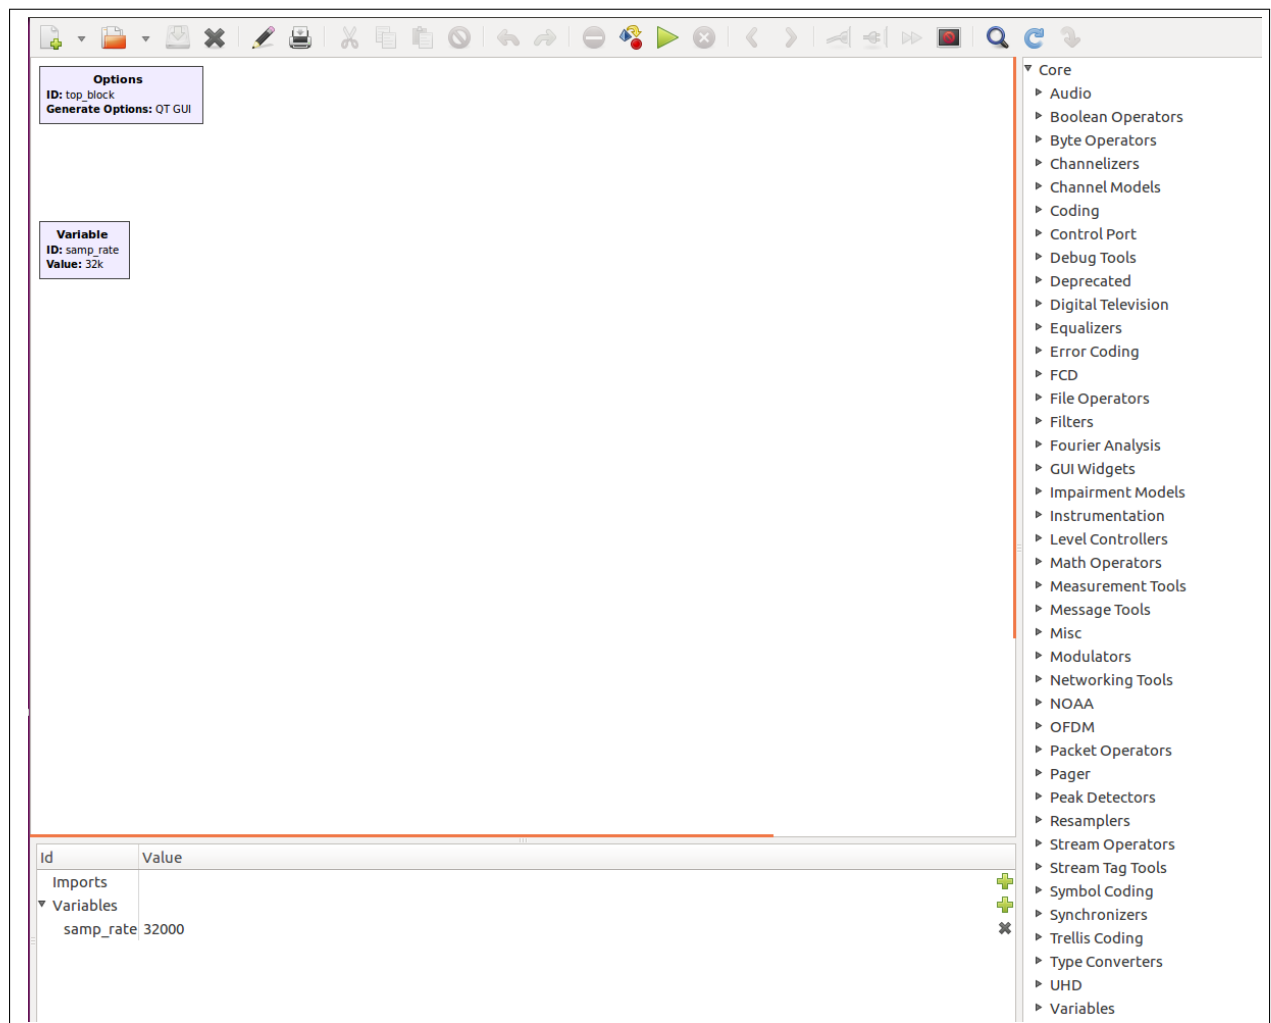 Options
ID: top_block
Generate Options: QT GUI
Variable
ID: samp_rate
Value: 32k
Id Value
Imports
Variables
samp_rate 32000
Core
Audio
Boolean Operators
Byte Operators
Channelizers
Channel Models
Coding
Control Port
Debug Tools
Deprecated
Digital Television
Equalizers
Error Coding
FCD
File Operators
Filters
Fourier Analysis
GUI Widgets
Impairment Models
Instrumentation
Level Controllers
Math Operators
Measurement Tools
Message Tools
Misc
Modulators
Networking Tools
NOAA
OFDM
Packet Operators
Pager
Peak Detectors
Resamplers
Stream Operators
Stream Tag Tools
Symbol Coding
Synchronizers
Trellis Coding
Type Converters
UHD
Variables